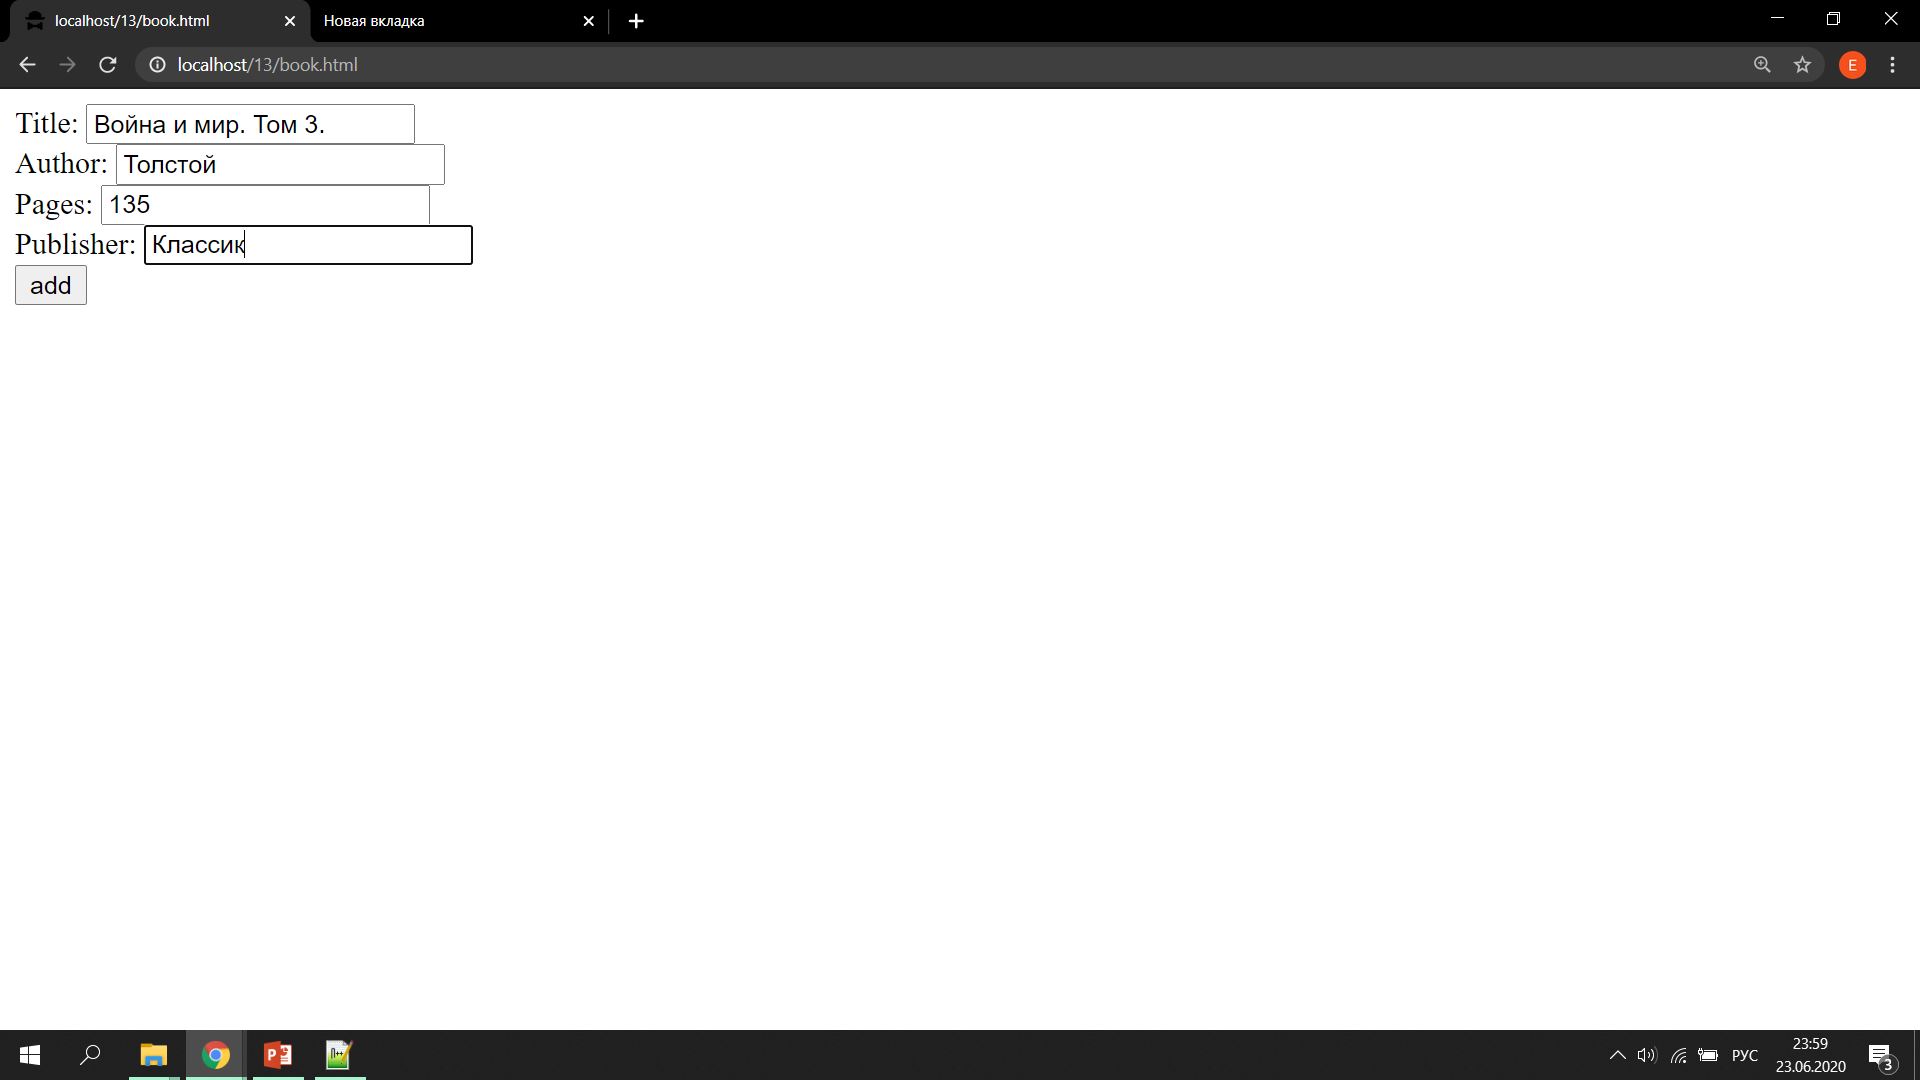 localhost/13/book.html
Новая вкладка
localhost/13/book.html
E
Title: Война и мир. Том 3.
Author: Толстой
Pages: 135
Publisher: Классик
add
РУС
23:59
23.06.2020
3